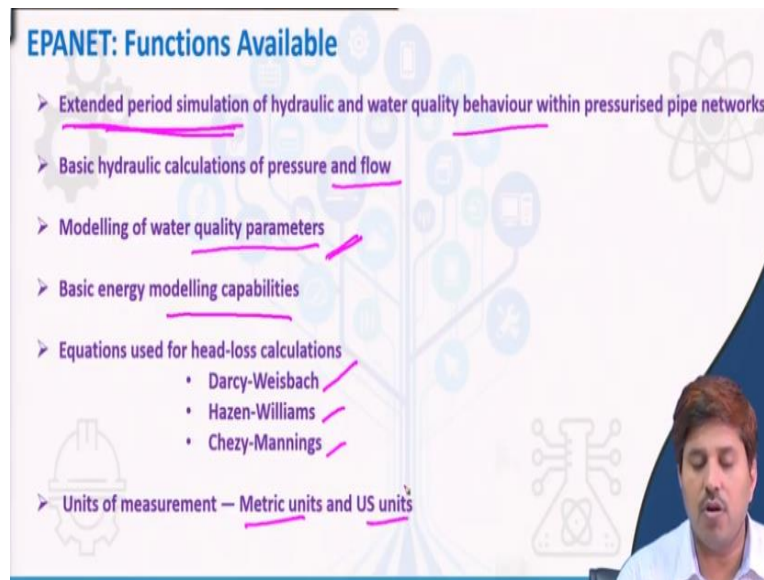 EPANET: Functions Available
➤ Extended period simulation of hydraulic and water quality behaviour within pressurised pipe networks
➤ Basic hydraulic calculations of pressure and flow
➤ Modelling of water quality parameters
➤ Basic energy modelling capabilities
➤ Equations used for head-loss calculations
• Darcy-Weisbach
• Hazen-Williams
• Chezy-Mannings
➤ Units of measurement — Metric units and US units